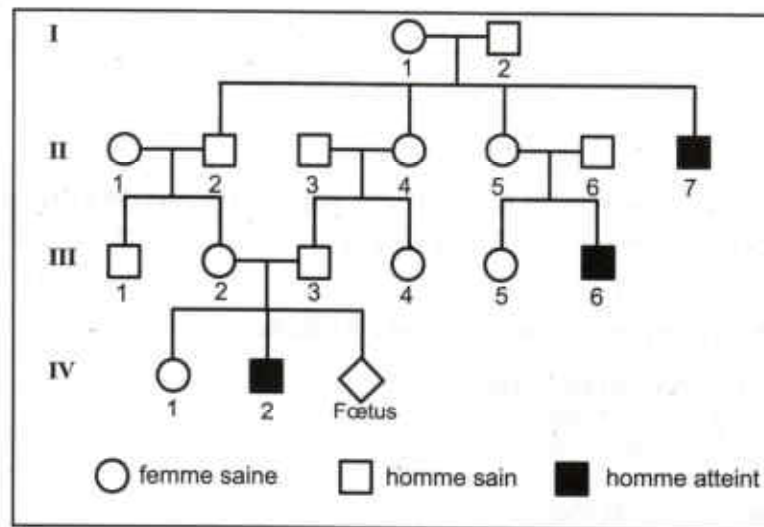 I
1 2
II
1 2 3 4 5 6 7
III
1 2 3 4 5 6
IV
1 2 Fœtus
femme saine homme sain homme atteint